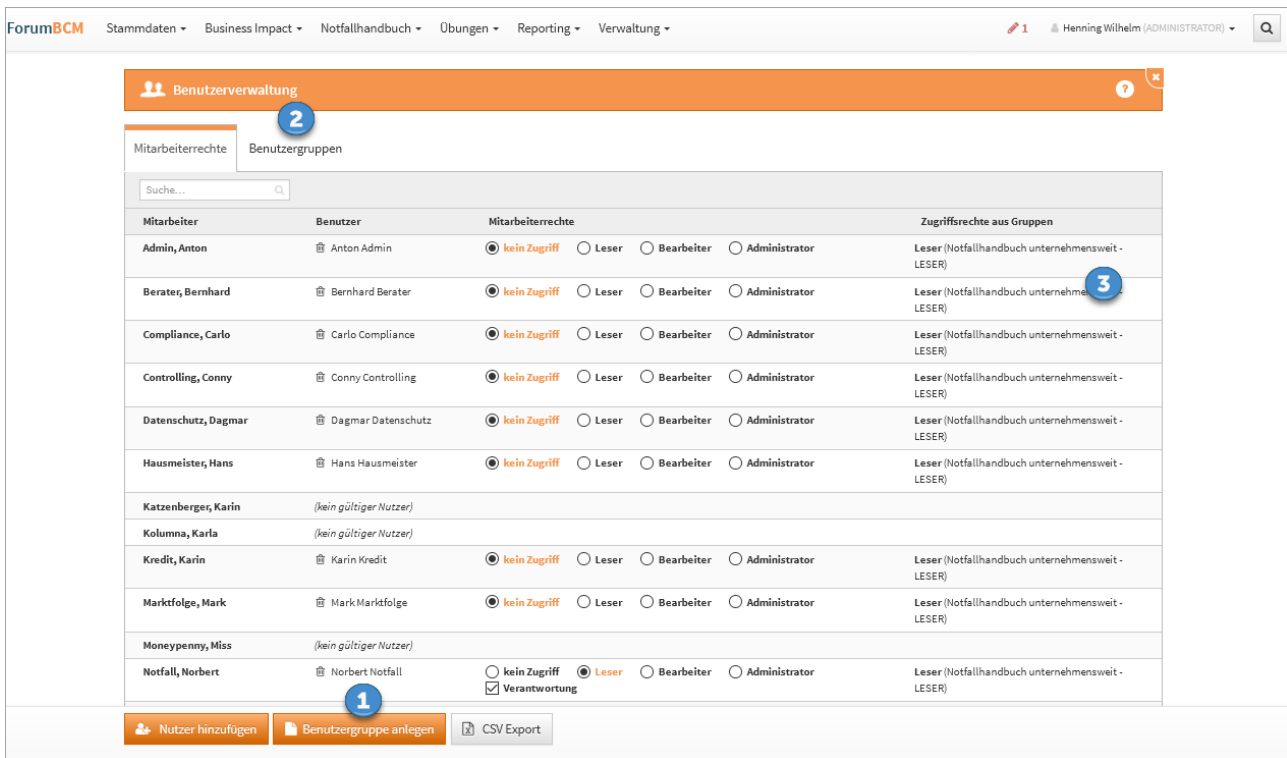 ForumBCM Stammdaten Business Impact Notfallhandbuch Übungen Reporting Verwaltung 1 Henning Wilhelm (ADMINISTRATOR)
Benutzerverwaltung ?
2
Mitarbeiterrechte Benutzergruppen
Suche...
Mitarbeiter Benutzer Mitarbeiterrechte Zugriffsrechte aus Gruppen
Admin, Anton Anton Admin kein Zugriff Leser Bearbeiter Administrator Leser (Notfallhandbuch unternehmensweit -
LESER)
3
Berater, Bernhard Bernhard Berater kein Zugriff Leser Bearbeiter Administrator Leser (Notfallhandbuch -
LESER)
Compliance, Carlo Carlo Compliance kein Zugriff Leser Bearbeiter Administrator Leser (Notfallhandbuch unternehmensweit -
LESER)
Controlling, Conny Conny Controlling kein Zugriff Leser Bearbeiter Administrator Leser (Notfallhandbuch unternehmensweit -
LESER)
Datenschutz, Dagmar Dagmar Datenschutz kein Zugriff Leser Bearbeiter Administrator Leser (Notfallhandbuch unternehmensweit -
LESER)
Hausmeister, Hans Hans Hausmeister kein Zugriff Leser Bearbeiter Administrator Leser (Notfallhandbuch unternehmensweit -
LESER)
Katzenberger, Karin (kein gültiger Nutzer)
Kolumna, Karla (kein gültiger Nutzer)
Kredit, Karin Karin Kredit kein Zugriff Leser Bearbeiter Administrator Leser (Notfallhandbuch unternehmensweit -
LESER)
Marktfolge, Mark Mark Marktfolge kein Zugriff Leser Bearbeiter Administrator Leser (Notfallhandbuch unternehmensweit -
LESER)
Moneypenny, Miss (kein gültiger Nutzer)
Notfall, Norbert Norbert Notfall kein Zugriff Leser Bearbeiter Administrator Leser (Notfallhandbuch unternehmensweit -
Verantwortung LESER)
1
Nutzer hinzufügen Benutzergruppe anlegen CSV Export